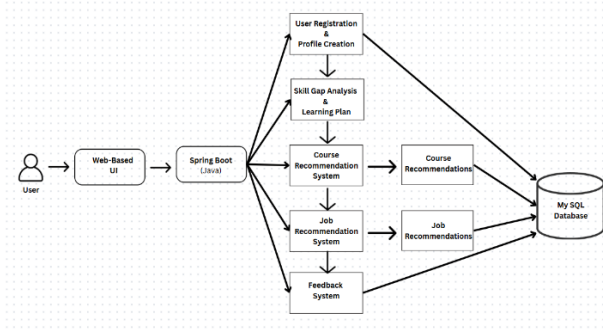 User Registration
&
Profile Creation
Skill Gap Analysis
&
Learning Plan
User
Web-Based
UI
Spring Boot
(Java)
Course
Recommendation
System
Course
Recommendations
Job
Recommendation
System
Job
Recommendations
Feedback
System
My SQL
Database